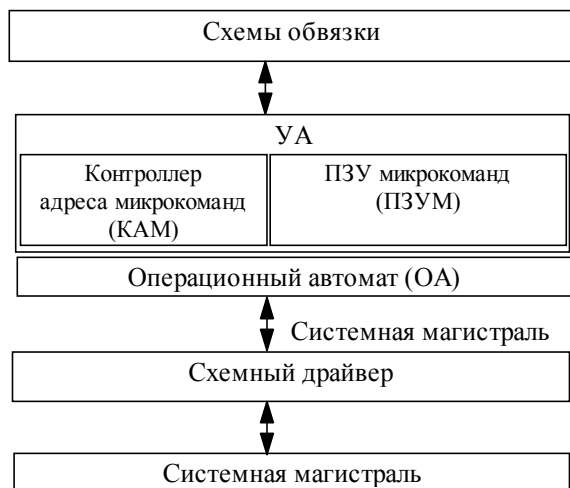 Схемы обвязки
УА
Контроллер
адреса микрокоманд
(КАМ)
ПЗУ микрокоманд
(ПЗУМ)
Операционный автомат (ОА)
Системная магистраль
Схемный драйвер
Системная магистраль